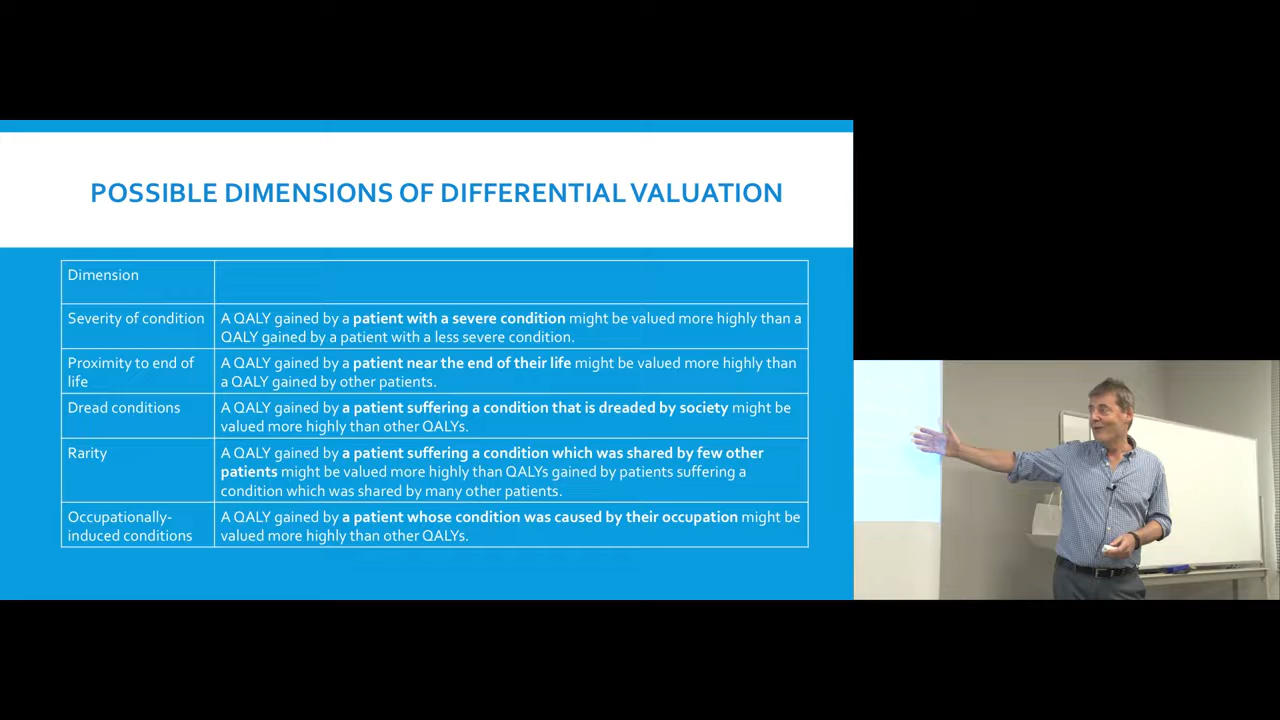 POSSIBLE DIMENSIONS OF DIFFERENTIAL VALUATION
Dimension
Severity of condition
A QALY gained by a patient with a severe condition might be valued more highly than a
QALY gained by a patient with a less severe condition.
Proximity to end of
life
A QALY gained by a patient near the end of their life might be valued more highly than
a QALY gained by other patients.
Dread conditions
A QALY gained by a patient suffering a condition that is dreaded by society might be
valued more highly than other QALYs.
Rarity
A QALY gained by a patient suffering a condition which was shared by few other
patients might be valued more highly than QALYs gained by patients suffering a
condition which was shared by many other patients.
Occupationally-
induced conditions
A QALY gained by a patient whose condition was caused by their occupation might be
valued more highly than other QALYs.